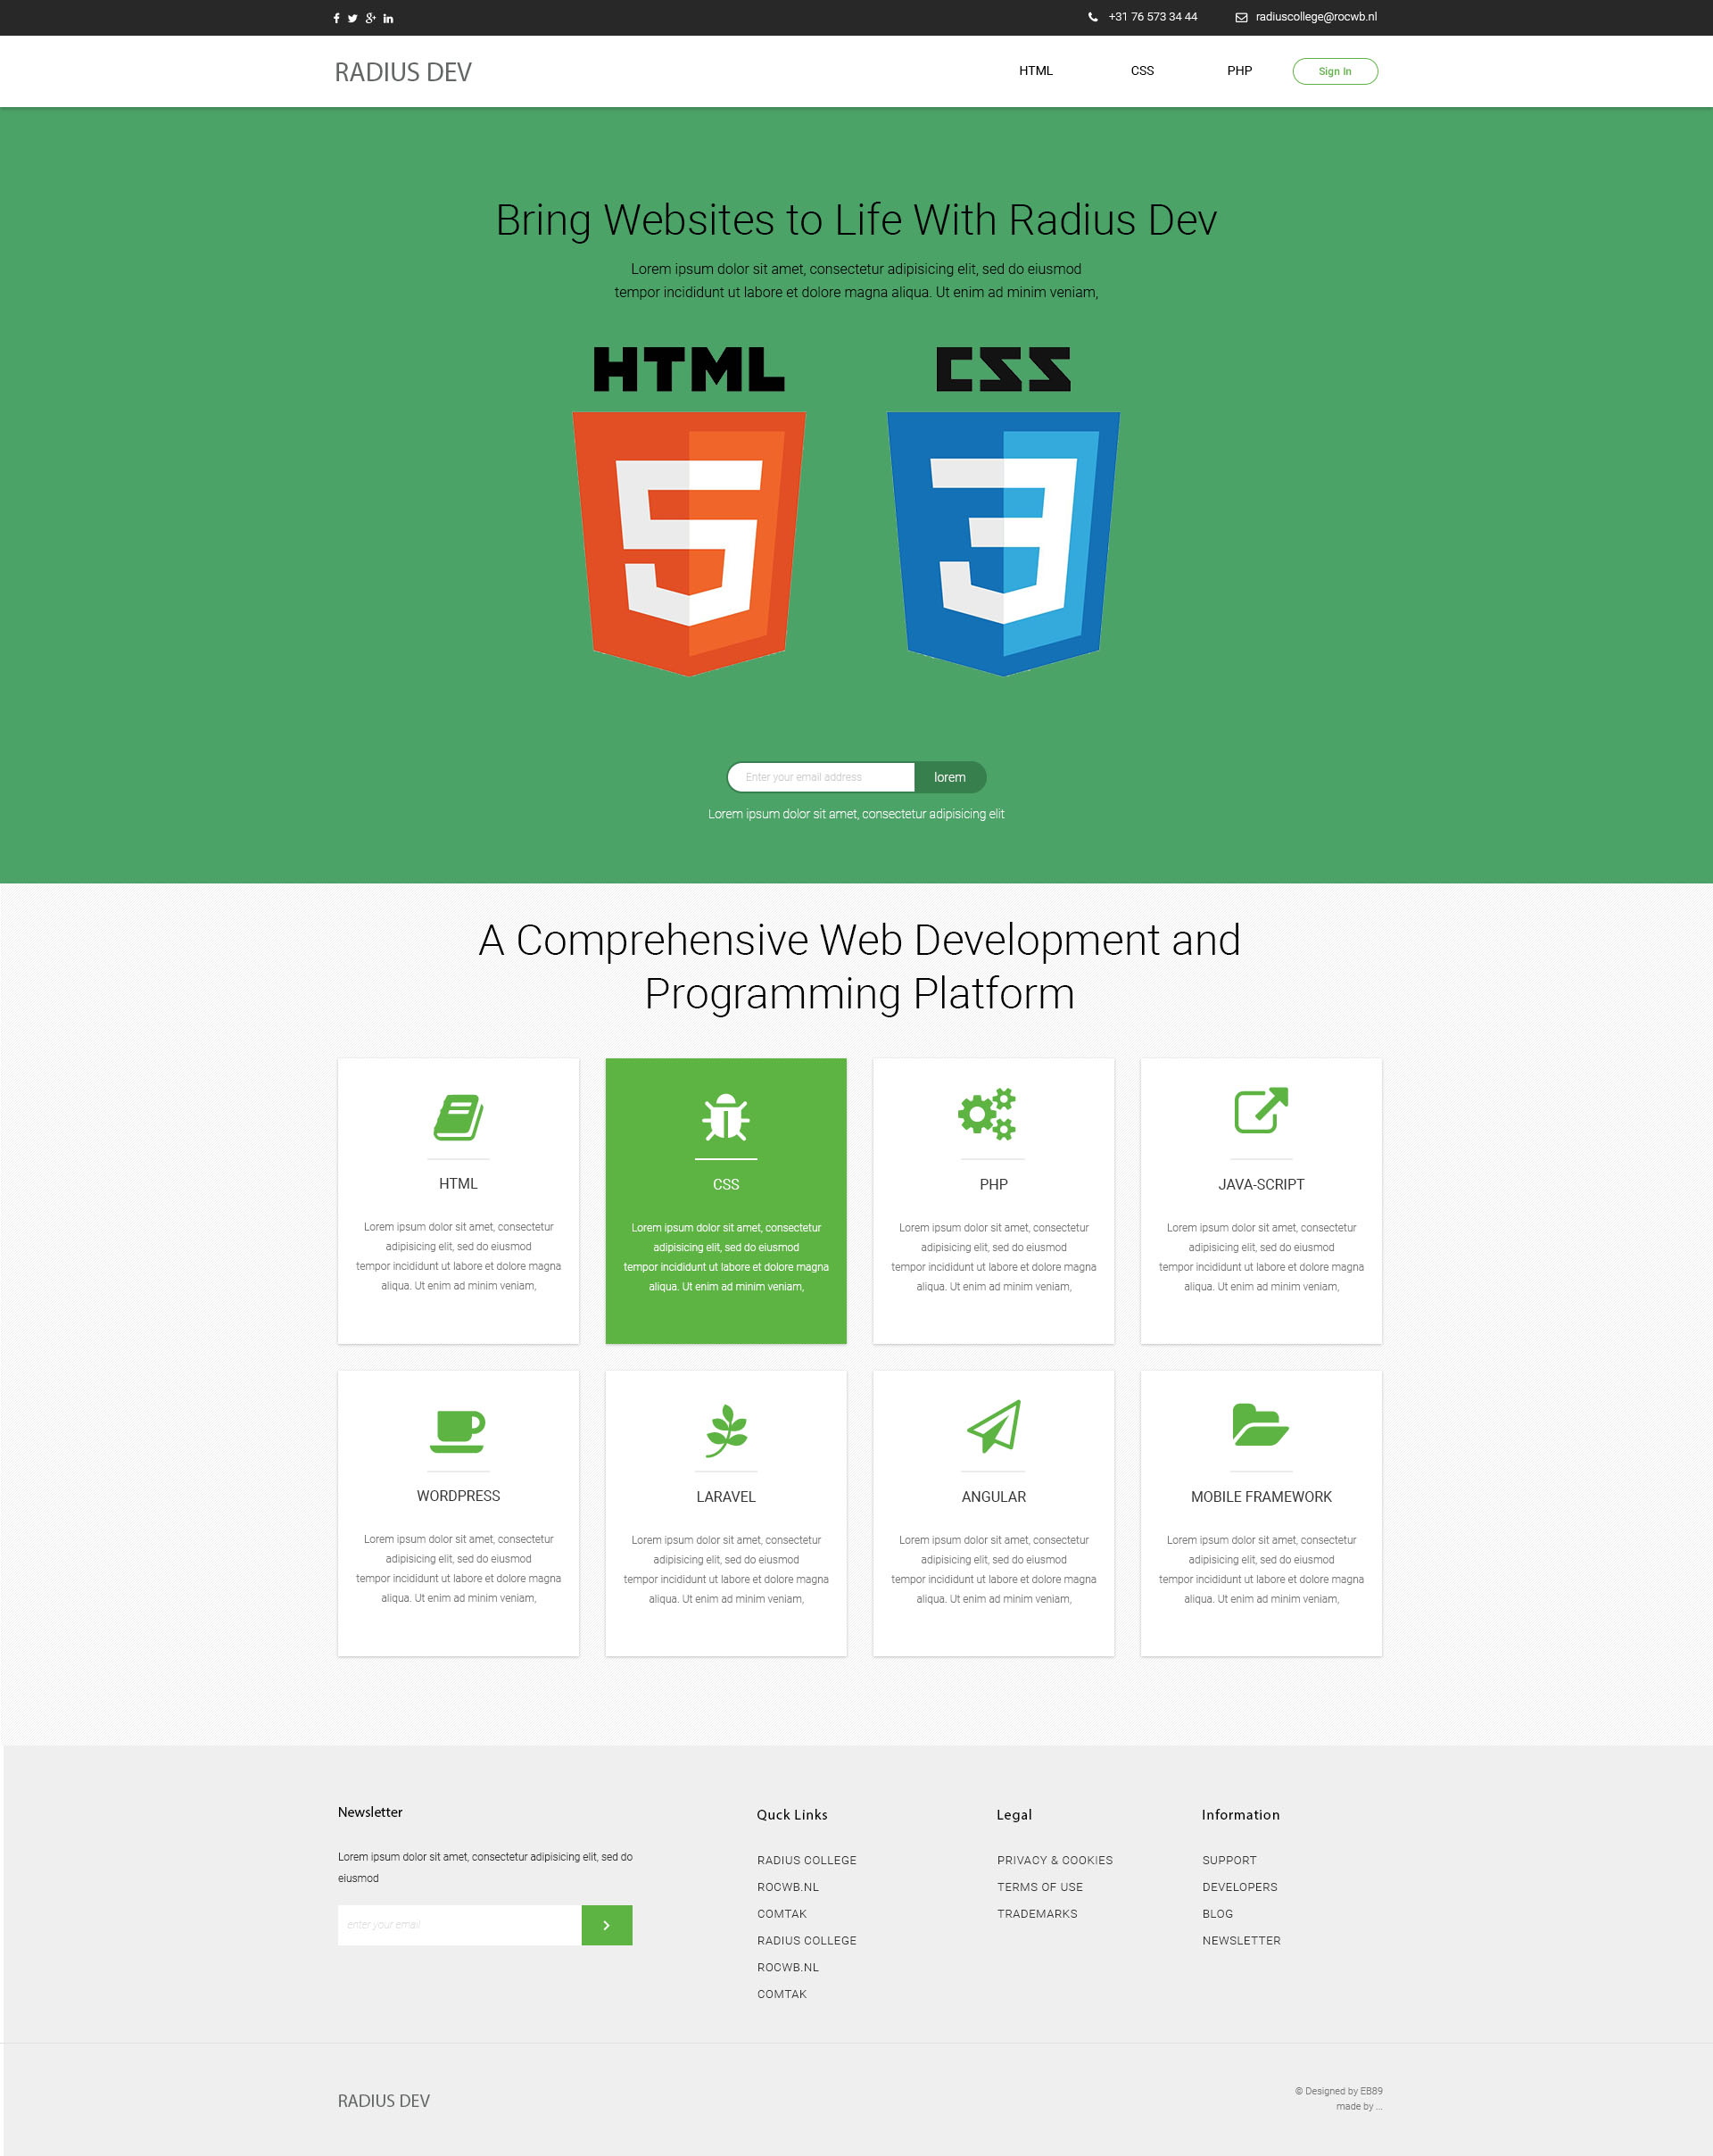 +31 76 573 34 44
radiuscollege@rocwb.nl
RADIUS DEV
HTML
CSS
PHP
Sign In
Bring Websites to Life With Radius Dev
Lorem ipsum dolor sit amet, consectetur adipisicing elit, sed do eiusmod
tempor incididunt ut labore et dolore magna aliqua. Ut enim ad minim veniam,
HTML
CSS
5
3
Enter your email address
lorem
Lorem ipsum dolor sit amet, consectetur adipisicing elit
A Comprehensive Web Development and
Programming Platform
HTML
Lorem ipsum dolor sit amet, consectetur
adipisicing elit, sed do eiusmod
tempor incididunt ut labore et dolore magna
aliqua. Ut enim ad minim veniam,
CSS
Lorem ipsum dolor sit amet, consectetur
adipisicing elit, sed do eiusmod
tempor incididunt ut labore et dolore magna
aliqua. Ut enim ad minim veniam,
PHP
Lorem ipsum dolor sit amet, consectetur
adipisicing elit, sed do eiusmod
tempor incididunt ut labore et dolore magna
aliqua. Ut enim ad minim veniam,
JAVA-SCRIPT
Lorem ipsum dolor sit amet, consectetur
adipisicing elit, sed do eiusmod
tempor incididunt ut labore et dolore magna
aliqua. Ut enim ad minim veniam,
WORDPRESS
Lorem ipsum dolor sit amet, consectetur
adipisicing elit, sed do eiusmod
tempor incididunt ut labore et dolore magna
aliqua. Ut enim ad minim veniam,
LARAVEL
Lorem ipsum dolor sit amet, consectetur
adipisicing elit, sed do eiusmod
tempor incididunt ut labore et dolore magna
aliqua. Ut enim ad minim veniam,
ANGULAR
Lorem ipsum dolor sit amet, consectetur
adipisicing elit, sed do eiusmod
tempor incididunt ut labore et dolore magna
aliqua. Ut enim ad minim veniam,
MOBILE FRAMEWORK
Lorem ipsum dolor sit amet, consectetur
adipisicing elit, sed do eiusmod
tempor incididunt ut labore et dolore magna
aliqua. Ut enim ad minim veniam,
Newsletter
Lorem ipsum dolor sit amet, consectetur adipisicing elit, sed do
eiusmod
enter your email
Quck Links
RADIUS COLLEGE
ROCWB.NL
COMTAK
RADIUS COLLEGE
ROCWB.NL
COMTAK
Legal
PRIVACY & COOKIES
TERMS OF USE
TRADEMARKS
Information
SUPPORT
DEVELOPERS
BLOG
NEWSLETTER
RADIUS DEV
© Designed by EB89
made by ...